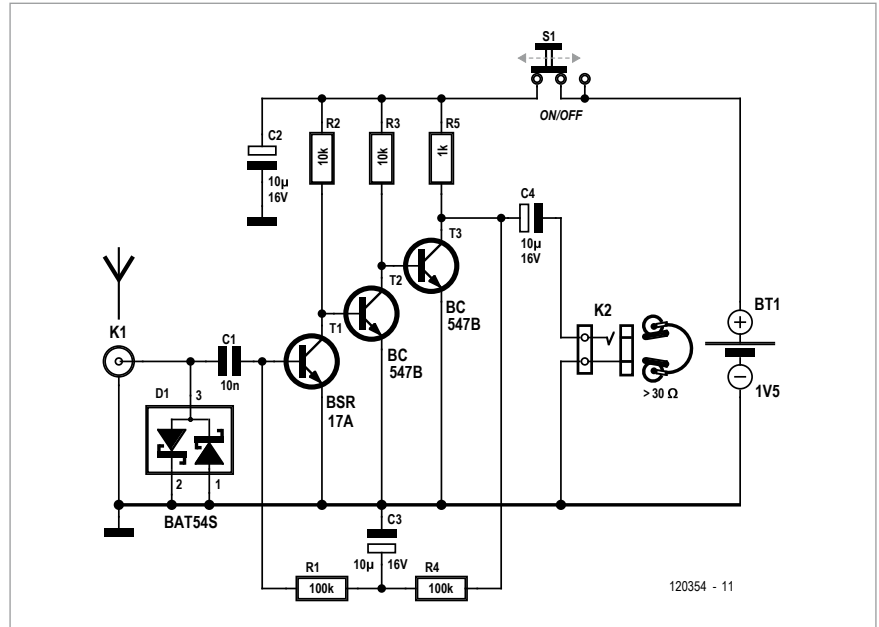 S1
ON/OFF
R2
10k
R3
10k
R5
1k
C2
10µ
16V
C4
10µ
16V
T3
T2
T1
BC
547B
BC
547B
BSR
17A
K1
C1
10n
D1
3
2
1
BAT54S
K2
> 30 Ω
BT1
+
−
1V5
C3
10µ 16V
R1
100k
R4
100k
120354 - 11